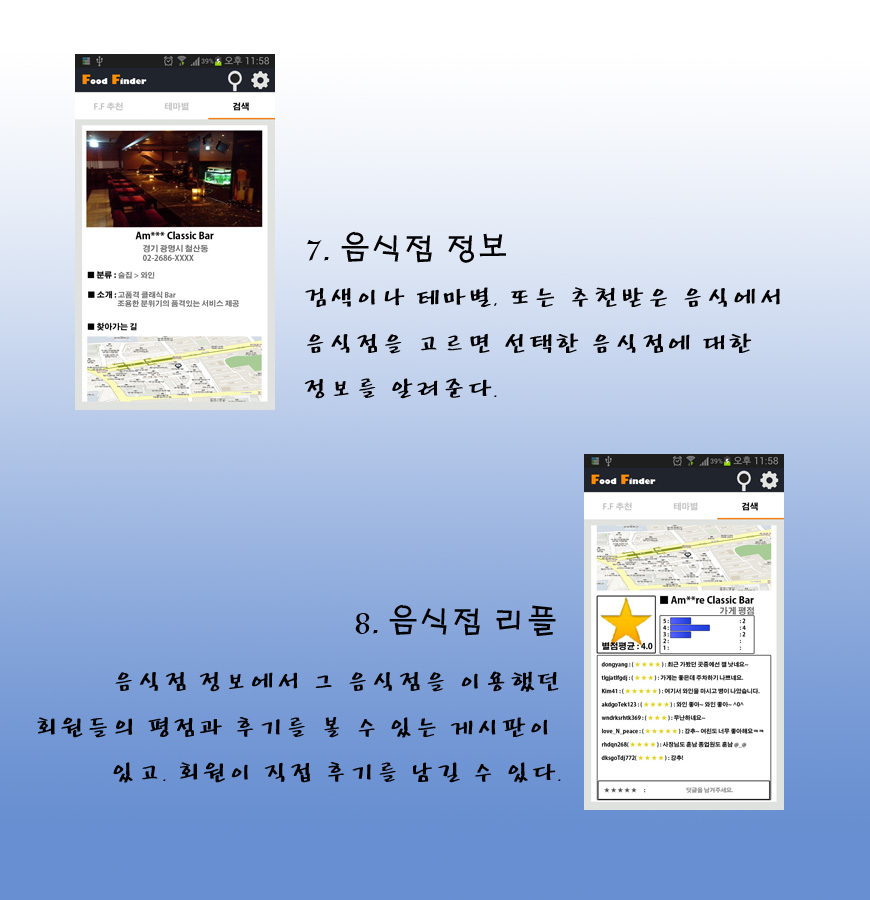 39% 오후 11:58
Food Finder
F.F 추천 테마별 검색
Am*** Classic Bar
경기 광명시 철산동
02-2686-XXXX
■ 분류 : 술집 > 와인
■ 소개 : 고품격 클래식 Bar
조용한 분위기의 품격있는 서비스 제공
■ 찾아가는 길
7. 음식점 정보
검색이나 테마별, 또는 추천받은 음식에서
음식점을 고르면 선택한 음식점에 대한
정보를 알려준다.
39% 오후 11:58
Food Finder
F.F 추천 테마별 검색
■ Am**re Classic Bar
가게 평점
별점평균 : 4.0
5 : : 2
4 : : 4
3 : : 2
2 : :
1 : :
dongyang : ( ★★★★ ) : 최근 가봤던 곳중에선 젤 낫네요~
tlgjatlfgdj : ( ★★★ ) : 가게는 좋은데 주차하기 나쁘네요.
Kim41 : ( ★★★★★ ) : 여기서 와인을 마시고 병이 나았습니다.
akdgoTek123 : ( ★★★★ ) : 와인 좋아~ 와인 좋아~ ^0^
wndrksrhtk369 : ( ★★★ ) : 무난하네요~
love_N_peace : ( ★★★★★ ) : 강추~ 여친도 너무 좋아해요ㅋㅋ
rhdqn268( ★★★★ ) : 사장님도 훈남 종업원도 훈남 @_@
dksgoTdj772( ★★★★ ) : 강추!
★★★★★ : 덧글을 남겨주세요.
8. 음식점 리플
음식점 정보에서 그 음식점을 이용했던
회원들의 평점과 후기를 볼 수 있는 게시판이
있고, 회원이 직접 후기를 남길 수 있다.